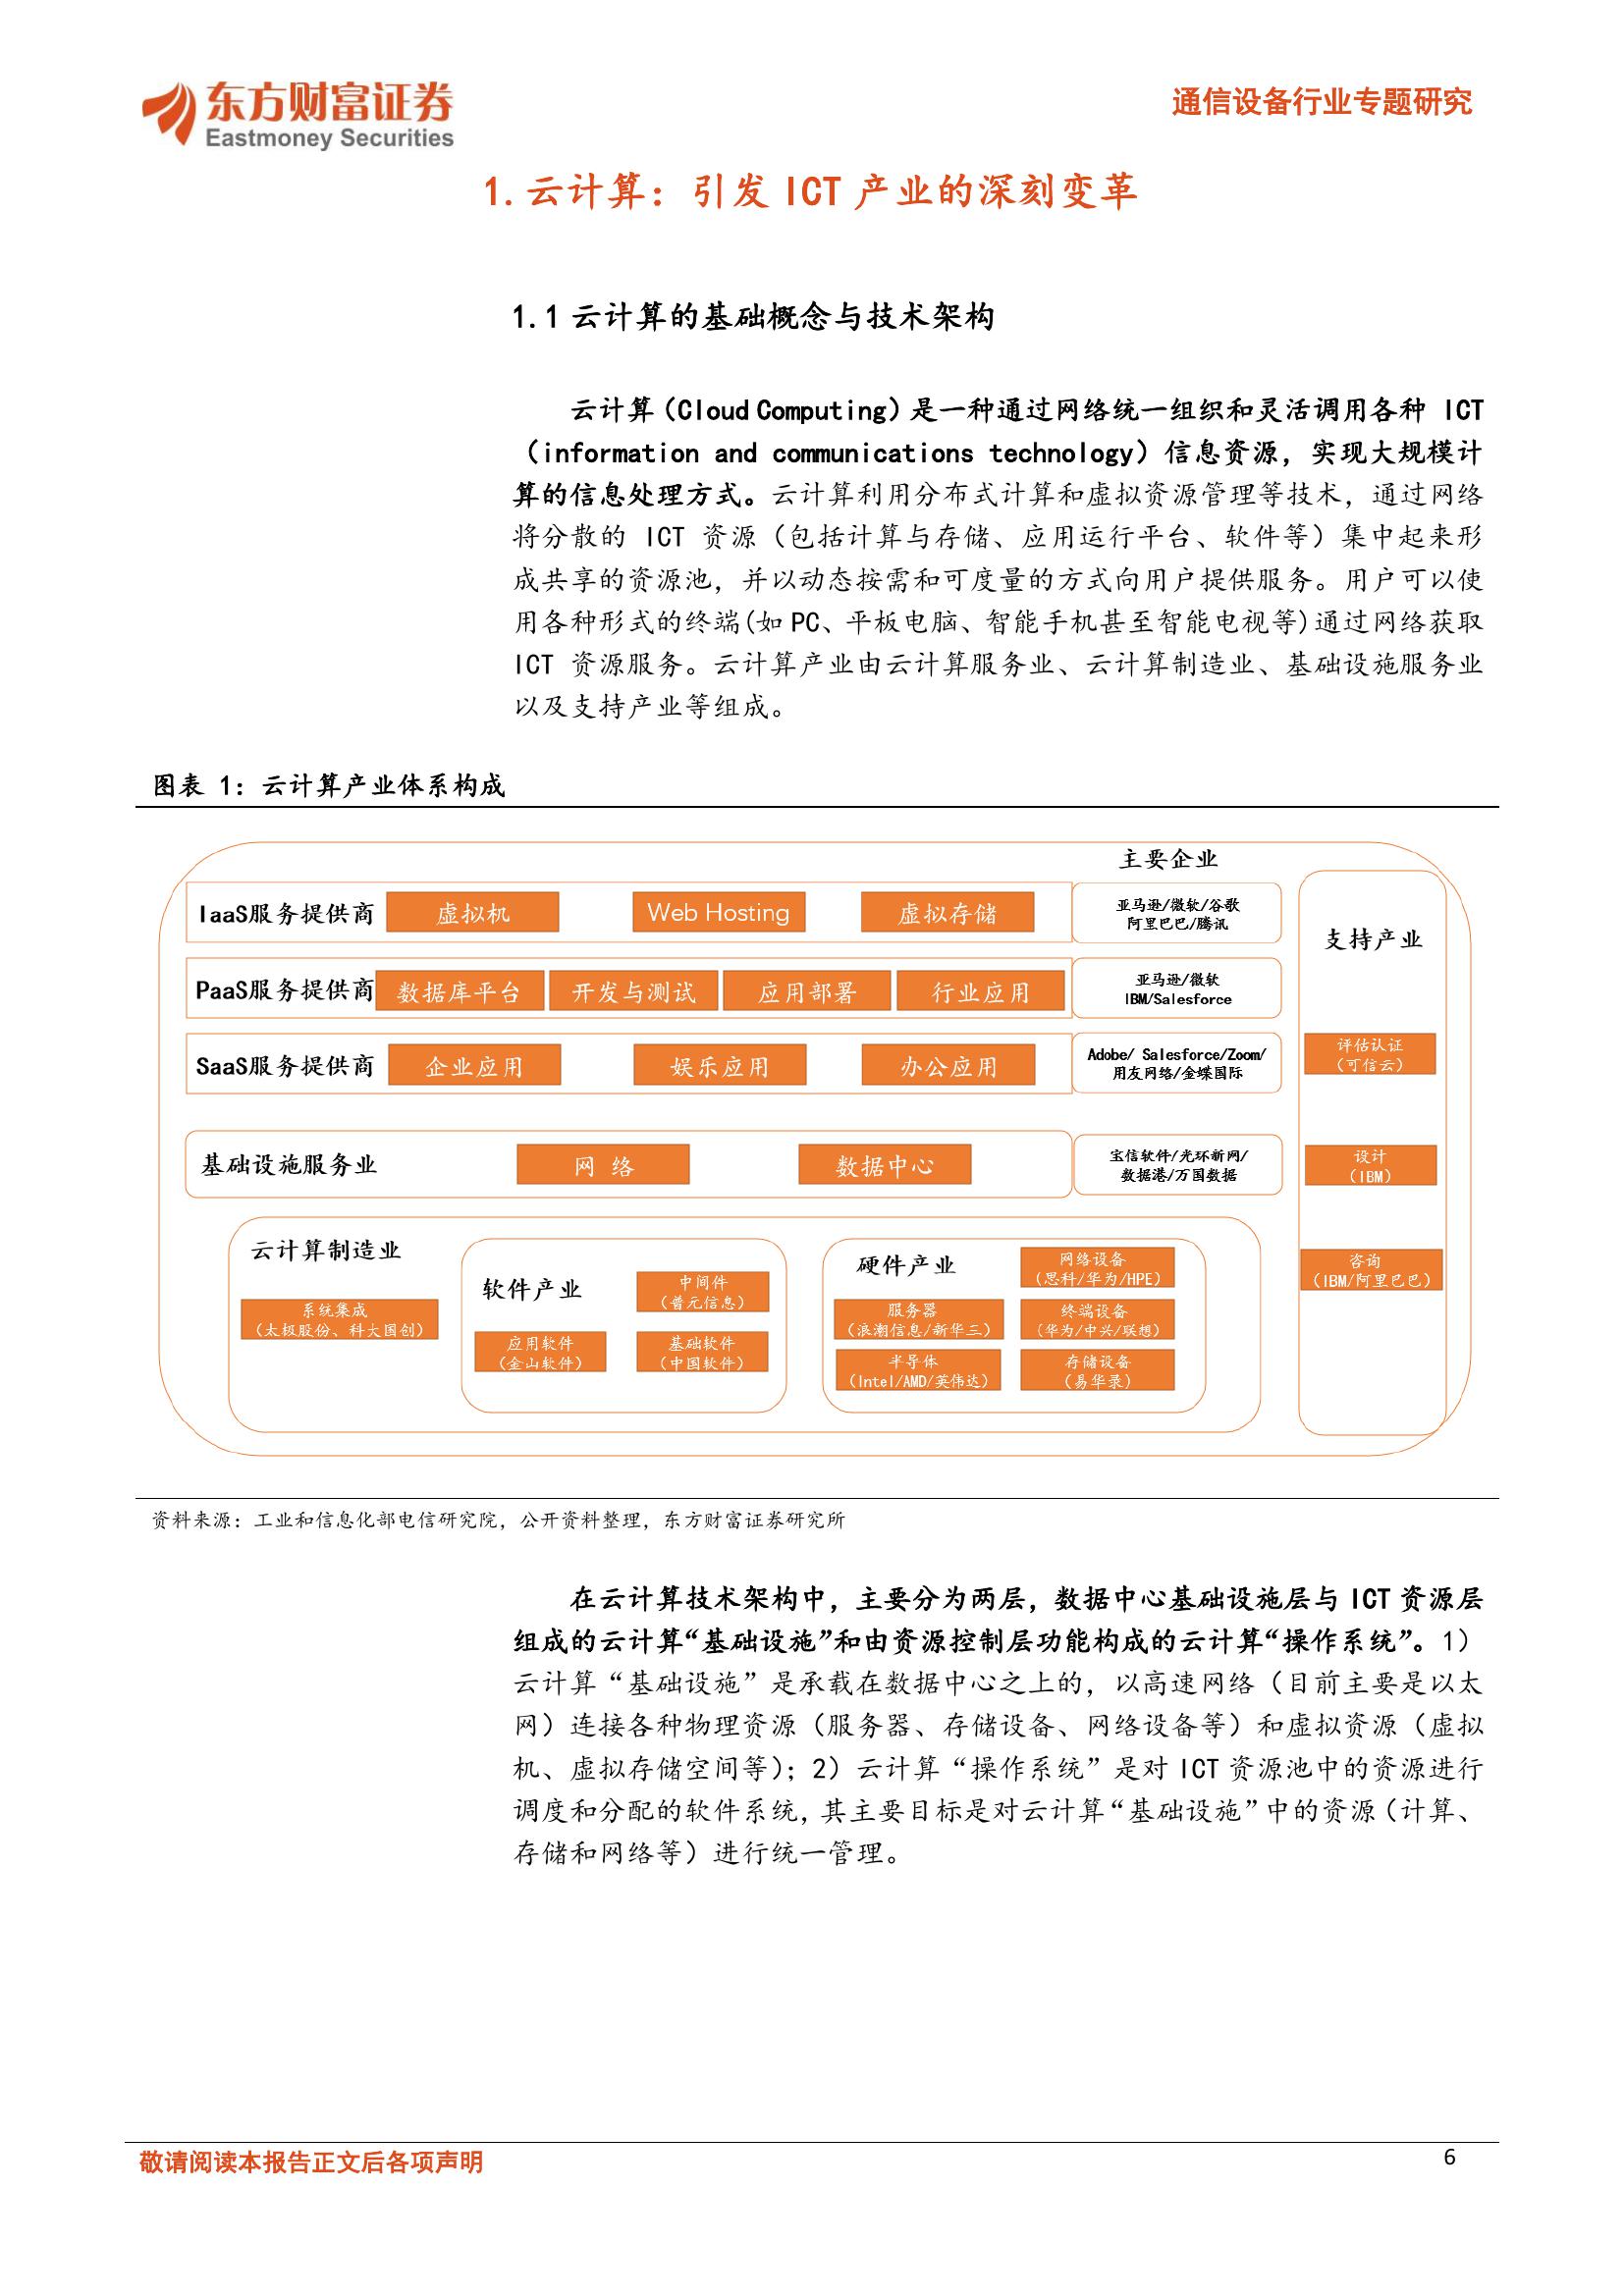 东方财富证券
Eastmoney Securities
通信设备行业专题研究
1.云计算：引发 ICT 产业的深刻变革
1.1 云计算的基础概念与技术架构
云计算（Cloud Computing）是一种通过网络统一组织和灵活调用各种 ICT
（information and communications technology）信息资源，实现大规模计
算的信息处理方式。云计算利用分布式计算和虚拟资源管理等技术，通过网络
将分散的 ICT 资源（包括计算与存储、应用运行平台、软件等）集中起来形
成共享的资源池，并以动态按需和可度量的方式向用户提供服务。用户可以使
用各种形式的终端(如 PC、平板电脑、智能手机甚至智能电视等)通过网络获取
ICT 资源服务。云计算产业由云计算服务业、云计算制造业、基础设施服务业
以及支持产业等组成。
图表 1：云计算产业体系构成
主要企业
IaaS服务提供商
虚拟机
Web Hosting
虚拟存储
亚马逊/微软/谷歌
阿里巴巴/腾讯
PaaS服务提供商
数据库平台
开发与测试
应用部署
行业应用
亚马逊/微软
IBM/Salesforce
SaaS服务提供商
企业应用
娱乐应用
办公应用
Adobe/ Salesforce/Zoom/
用友网络/金蝶国际
基础设施服务业
网 络
数据中心
宝信软件/光环新网/
数据港/万国数据
云计算制造业
系统集成
（太极股份、科大国创）
软件产业
中间件
（普元信息）
应用软件
（金山软件）
基础软件
（中国软件）
硬件产业
网络设备
（思科/华为/HPE）
服务器
（浪潮信息/新华三）
终端设备
（华为/中兴/联想）
半导体
（Intel/AMD/英伟达）
存储设备
（易华录）
支持产业
评估认证
（可信云）
设计
（IBM）
咨询
（IBM/阿里巴巴）
资料来源：工业和信息化部电信研究院，公开资料整理，东方财富证券研究所
在云计算技术架构中，主要分为两层，数据中心基础设施层与 ICT 资源层
组成的云计算“基础设施”和由资源控制层功能构成的云计算“操作系统”。1）
云计算“基础设施”是承载在数据中心之上的，以高速网络（目前主要是以太
网）连接各种物理资源（服务器、存储设备、网络设备等）和虚拟资源（虚拟
机、虚拟存储空间等）；2）云计算“操作系统”是对 ICT 资源池中的资源进行
调度和分配的软件系统，其主要目标是对云计算“基础设施”中的资源（计算、
存储和网络等）进行统一管理。
敬请阅读本报告正文后各项声明
6